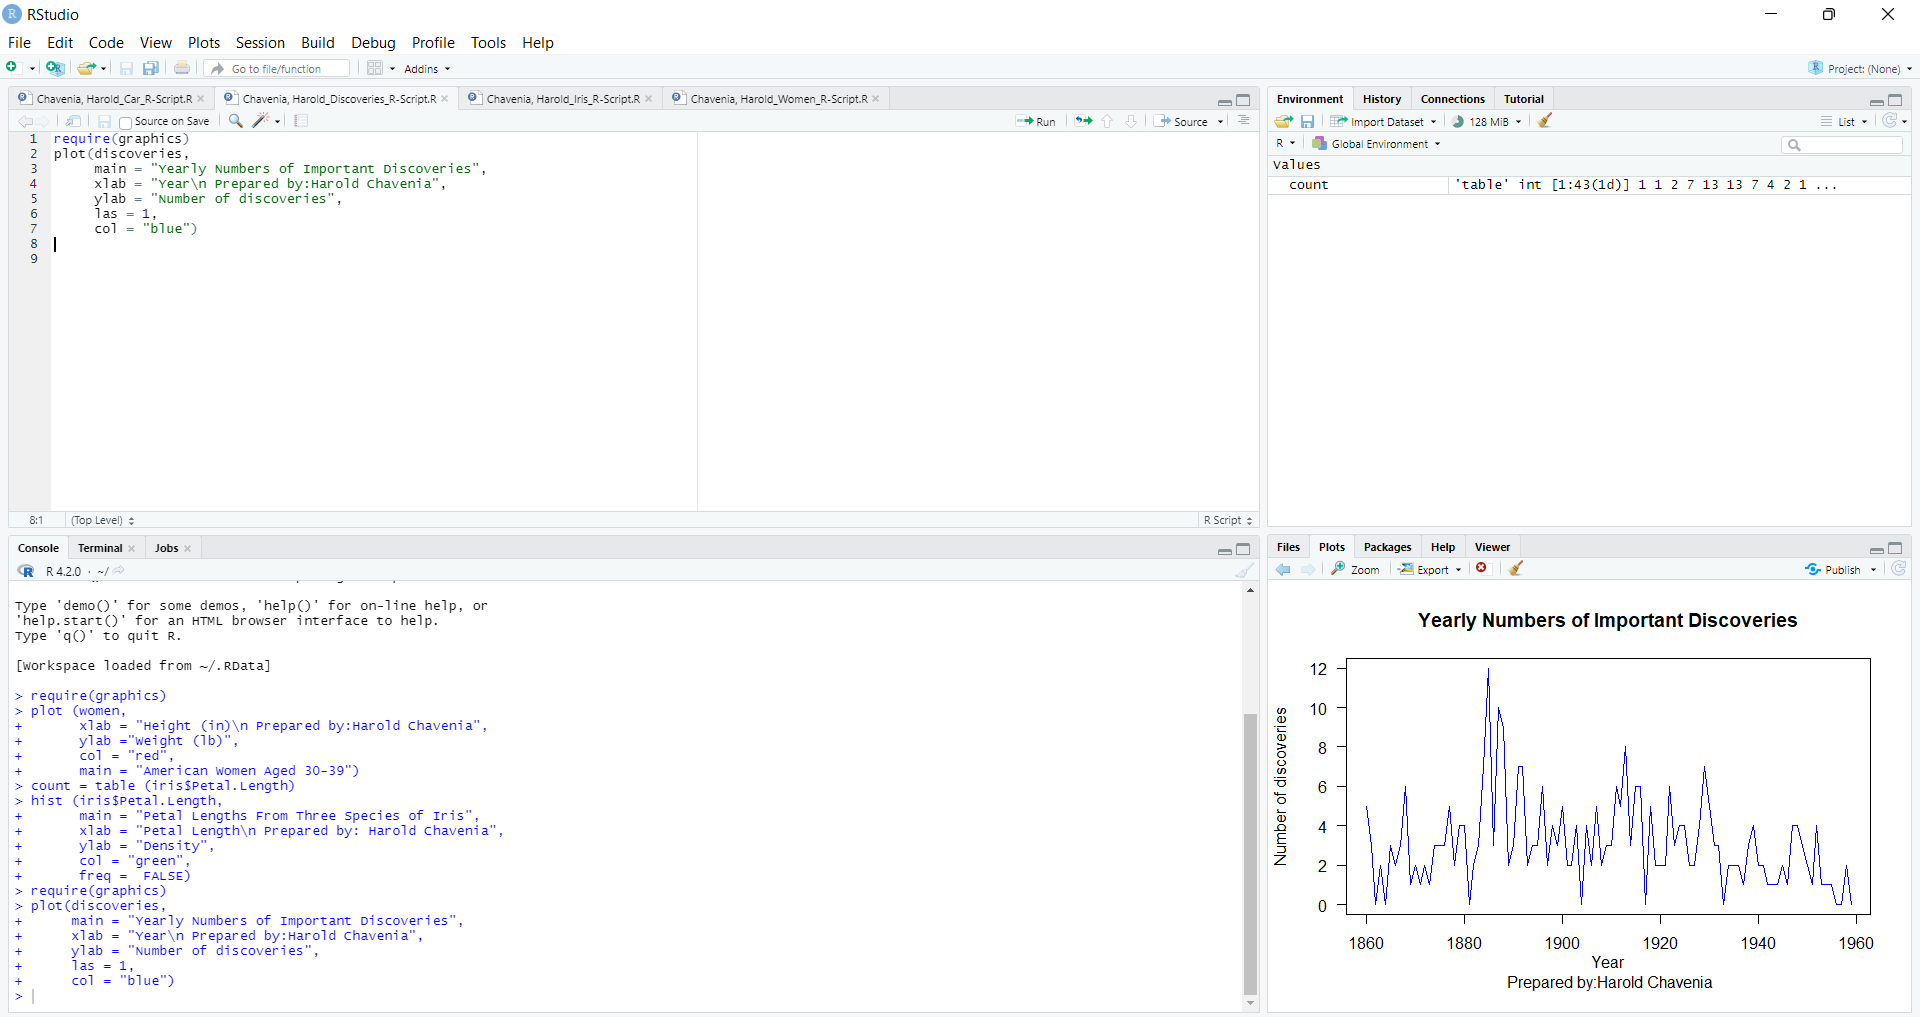 RStudio
File Edit Code View Plots Session Build Debug Profile Tools Help
Go to file/function Addins Project: (None)
Chavenia, Harold_Car_R-Script.R Chavenia, Harold_Discoveries_R-Script.R Chavenia, Harold_Iris_R-Script.R Chavenia, Harold_Women_R-Script.R
Source on Save Run Source
1 require(graphics)
2 plot(discoveries,
3 main = "Yearly Numbers of Important Discoveries",
4 xlab = "Year\n Prepared by:Harold Chavenia",
5 ylab = "Number of discoveries",
6 las = 1,
7 col = "blue")
8
9
8:1 (Top Level) R Script
Console Terminal Jobs
R 4.2.0 · ~/
Type 'demo()' for some demos, 'help()' for on-line help, or
'help.start()' for an HTML browser interface to help.
Type 'q()' to quit R.
[Workspace loaded from ~/.RData]
> require(graphics)
> plot (women,
+ xlab = "Height (in)\n Prepared by:Harold Chavenia",
+ ylab ="Weight (lb)",
+ col = "red",
+ main = "American Women Aged 30-39")
> count = table (iris$Petal.Length)
> hist (iris$Petal.Length,
+ main = "Petal Lengths From Three Species of Iris",
+ xlab = "Petal Length\n Prepared by: Harold Chavenia",
+ ylab = "Density",
+ col = "green",
+ freq = FALSE)
> require(graphics)
> plot(discoveries,
+ main = "Yearly Numbers of Important Discoveries",
+ xlab = "Year\n Prepared by:Harold Chavenia",
+ ylab = "Number of discoveries",
+ las = 1,
+ col = "blue")
>
Environment History Connections Tutorial
Import Dataset 128 MiB List
R Global Environment
Values
count 'table' int [1:43(1d)] 1 1 2 7 13 13 7 4 2 1 ...
Files Plots Packages Help Viewer
Zoom Export Publish
Yearly Numbers of Important Discoveries
Number of discoveries
12
10
8
6
4
2
0
1860 1880 1900 1920 1940 1960
Year
Prepared by:Harold Chavenia